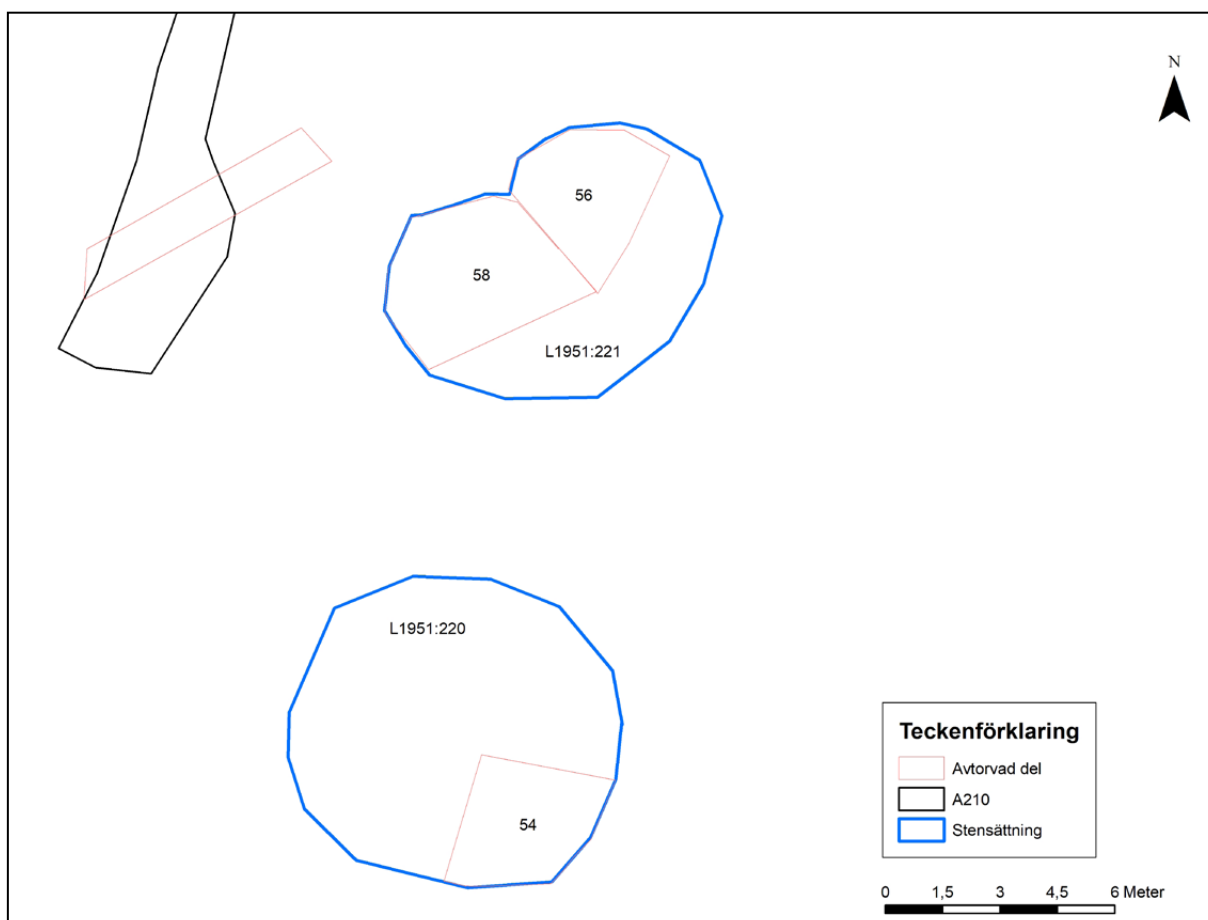 N
56
58
L1951:221
L1951:220
54
Teckenförklaring
Avtorvad del
A210
Stensättning
0 1,5 3 4,5 6 Meter